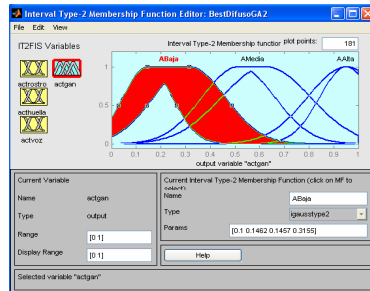 Interval Type-2 Membership Function Editor: BestDifusoGA2
File Edit View
IT2FIS Variables
Interval Type-2 Membership function plot points: 181
actrostro
actgan
acthuella
actvoz
ABaja AMedia AAlta
1
0.5
0
0 0.1 0.2 0.3 0.4 0.5 0.6 0.7 0.8 0.9 1
output variable "actgan"
Current Variable
Name actgan
Type output
Range [0 1]
Display Range [0 1]
Current Interval Type-2 Membership Function (click on MF to select)
Name ABaja
Type igausstype2
Params [0.1 0.1462 0.1457 0.3155]
Help
Selected variable "actgan"